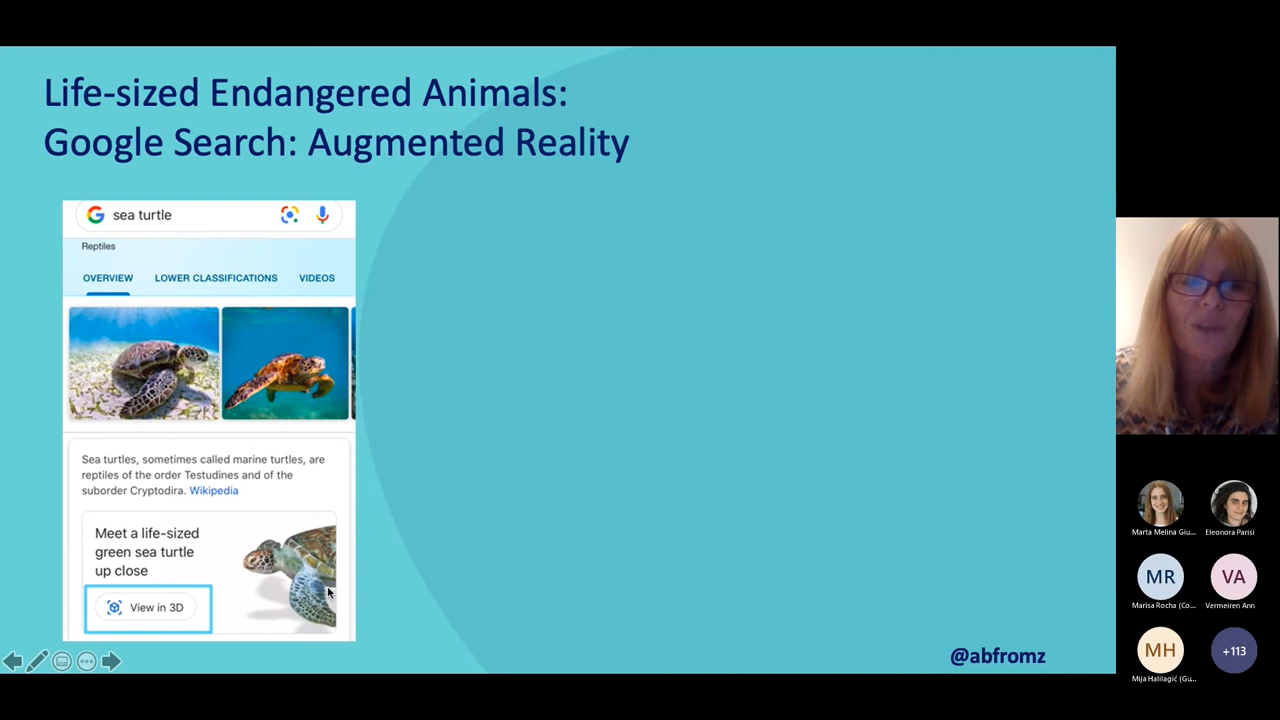 Life-sized Endangered Animals:
Google Search: Augmented Reality
sea turtle
Reptiles
OVERVIEW LOWER CLASSIFICATIONS VIDEOS
Sea turtles, sometimes called marine turtles, are
reptiles of the order Testudines and of the
suborder Cryptodira. Wikipedia
Meet a life-sized
green sea turtle
up close
View in 3D
@abfromz
Marta Melina Giu...
Eleonora Parisi
MR
Marisa Rocha (Co...
VA
Vermeiren Ann
MH
Mija Halilagić (Gu...
+113